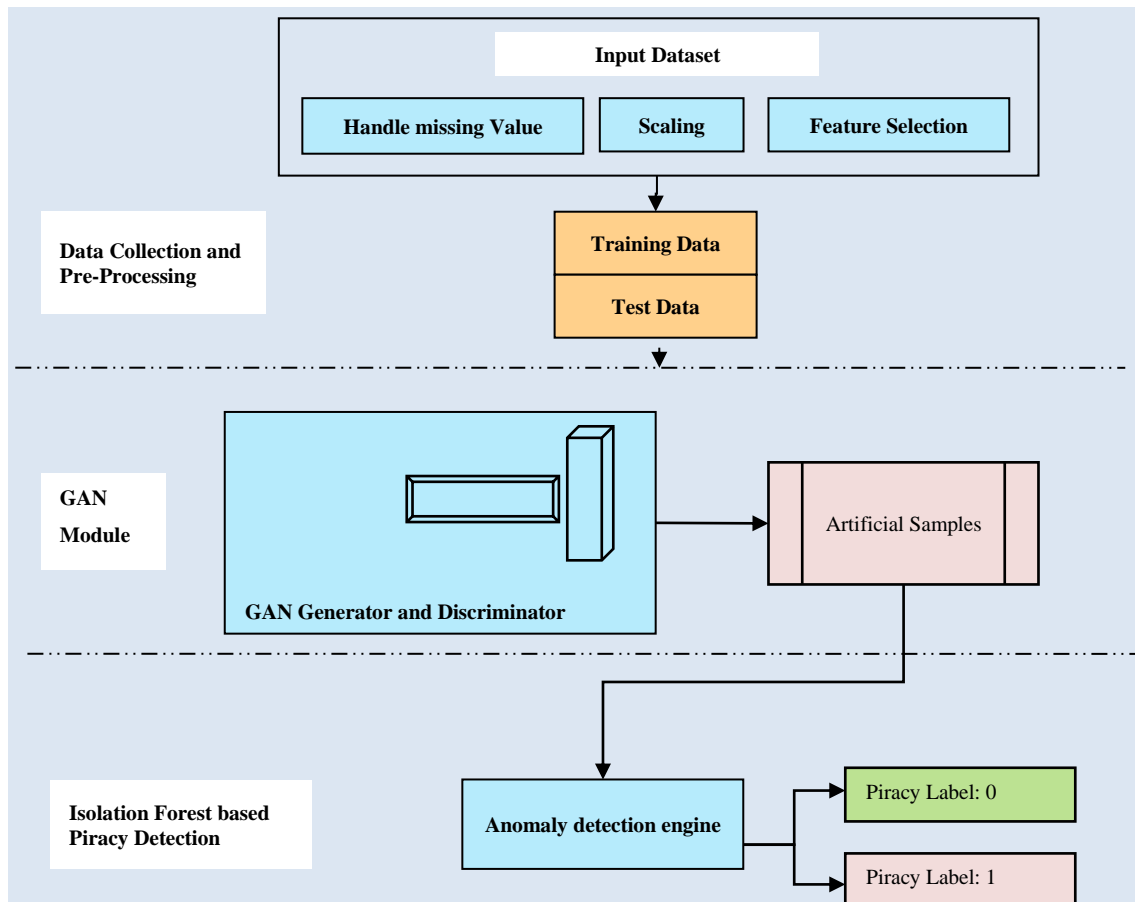 Input Dataset
Handle missing Value
Scaling
Feature Selection
Data Collection and
Pre-Processing
Training Data
Test Data
GAN
Module
Artificial Samples
GAN Generator and Discriminator
Isolation Forest based
Piracy Detection
Anomaly detection engine
Piracy Label: 0
Piracy Label: 1